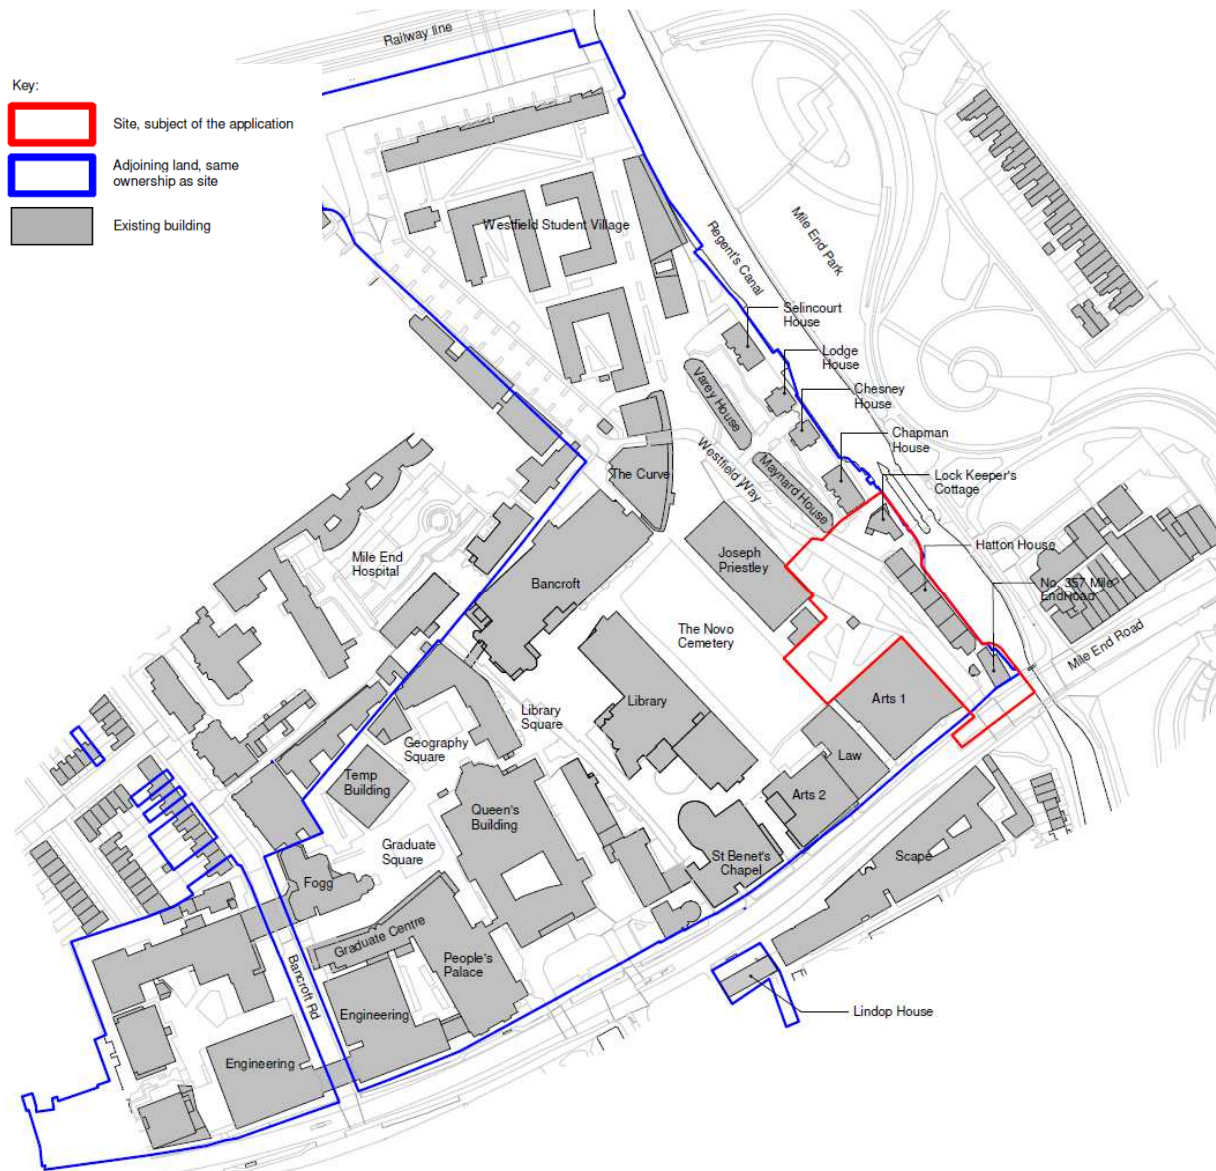 Railway line
Key:
Site, subject of the application
Adjoining land, same
ownership as site
Existing building
Westfield Student Village
Regent's Canal
Mile End Park
Selincourt
House
Lodge
House
Varey House
Chesney
House
Chapman
House
Westfield Way
Maynard House
The Curve
Lock Keeper's
Cottage
Hatton House
No. 357 Mile
EndRoad
Mile End Road
Mile End
Hospital
Bancroft
Joseph
Priestley
The Novo
Cemetery
Library
Arts 1
Library
Square
Geography
Square
Law
Temp
Building
Queen's
Building
Arts 2
Graduate
Square
St Benet's
Chapel
Scape
Fogg
Graduate Centre
People's
Palace
Bancroft Rd
Engineering
Lindop House
Engineering